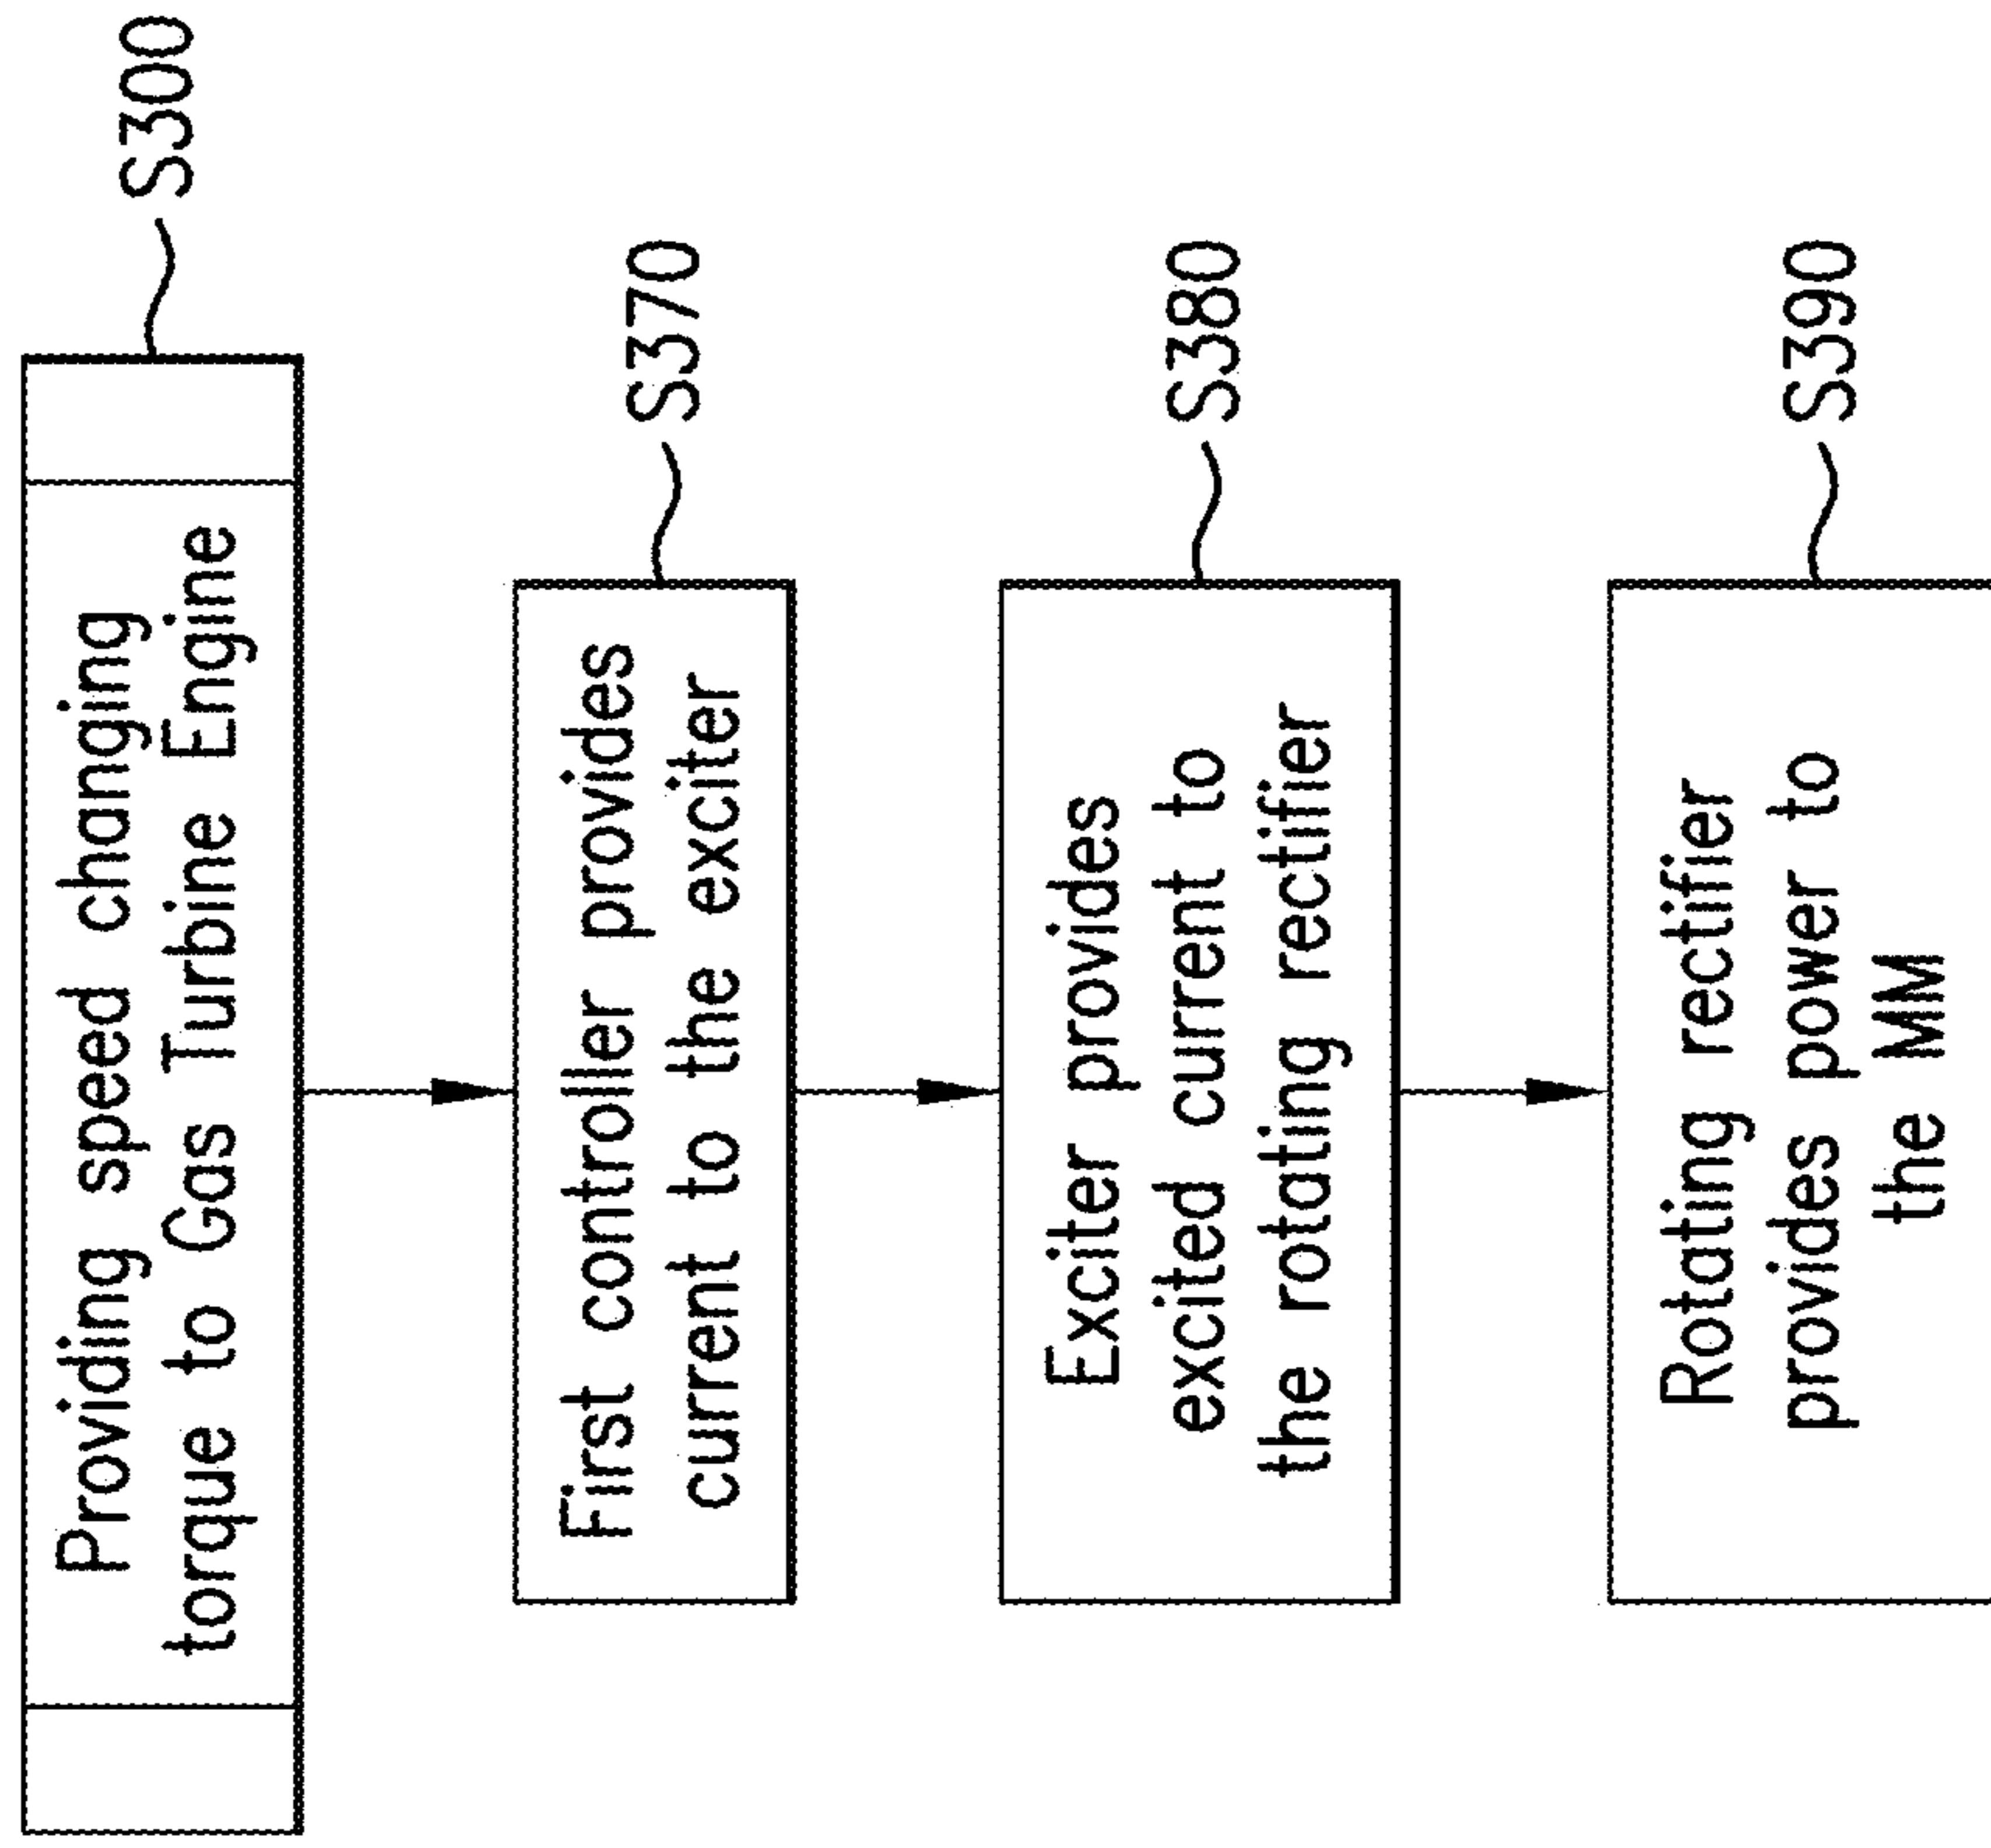 Providing speed changing
torque to Gas Turbine Engine
S300
First controller provides
current to the exciter
S370
Exciter provides
excited current to
the rotating rectifier
S380
Rotating rectifier
provides power to
the MM
S390